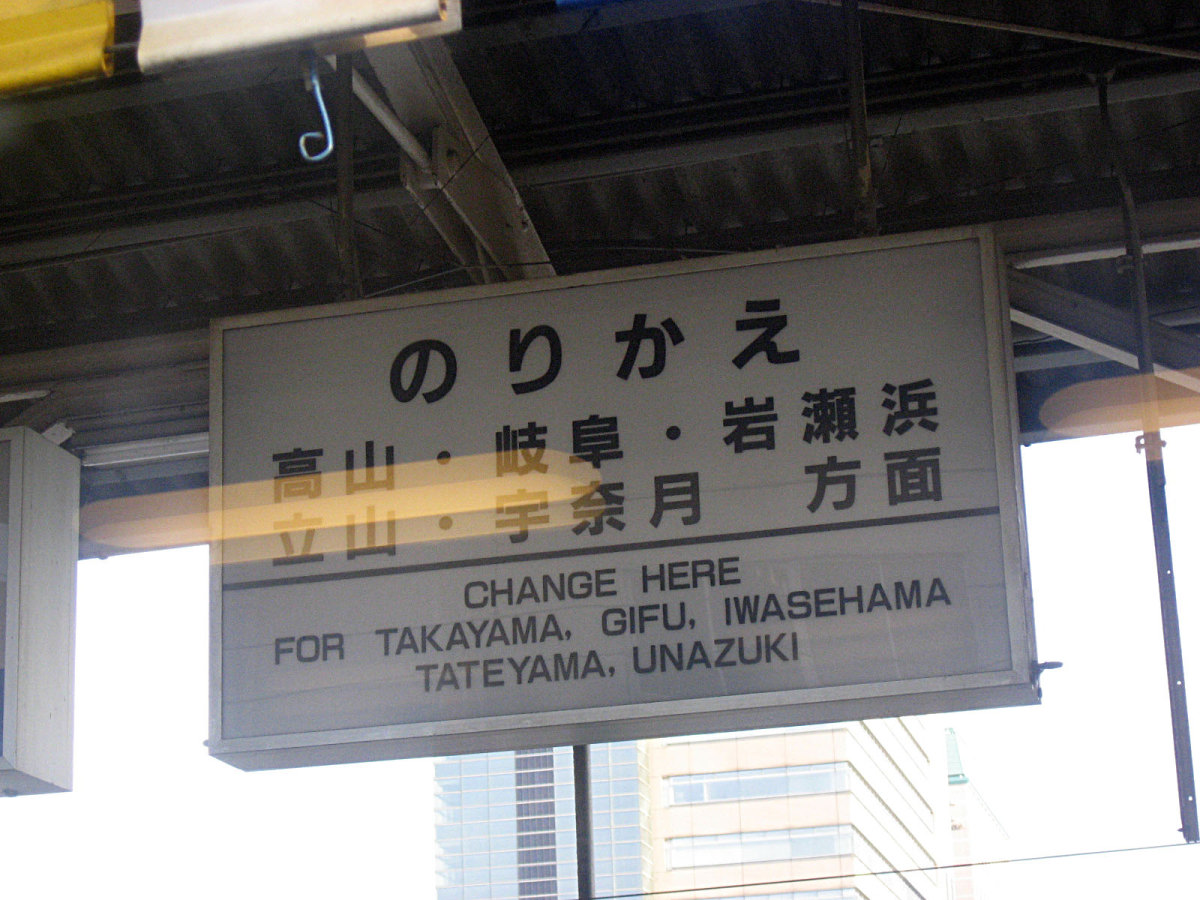 のりかえ
高山・岐阜・岩瀬浜
立山・宇奈月 方面
CHANGE HERE
FOR TAKAYAMA, GIFU, IWASEHAMA
TATEYAMA, UNAZUKI